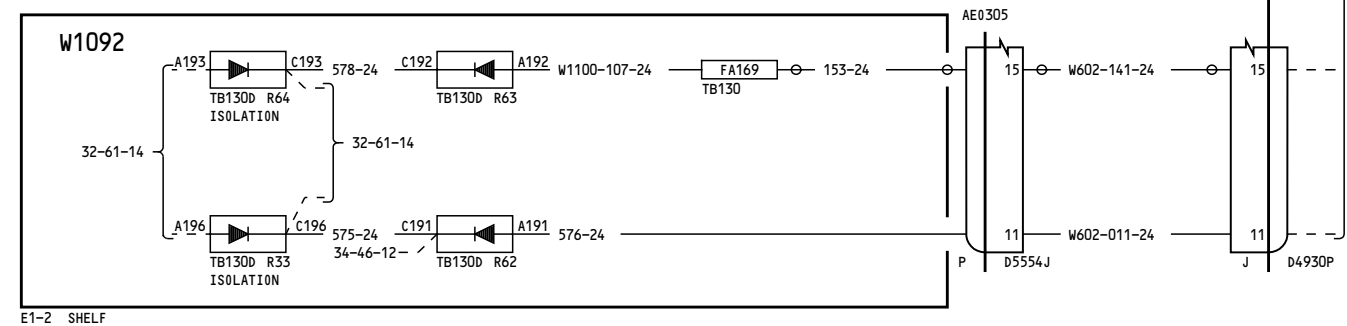 AE0305
W1092
A193 C193 578-24 C192 A192 W1100-107-24 FA169 153-24 15 W602-141-24 15
TB130D R64 TB130D R63 TB130
ISOLATION
32-61-14 32-61-14
A196 C196 575-24 C191 A191 576-24 11 W602-011-24 11
34-46-12
TB130D R33 TB130D R62 P D5554J J D4930P
ISOLATION
E1-2 SHELF